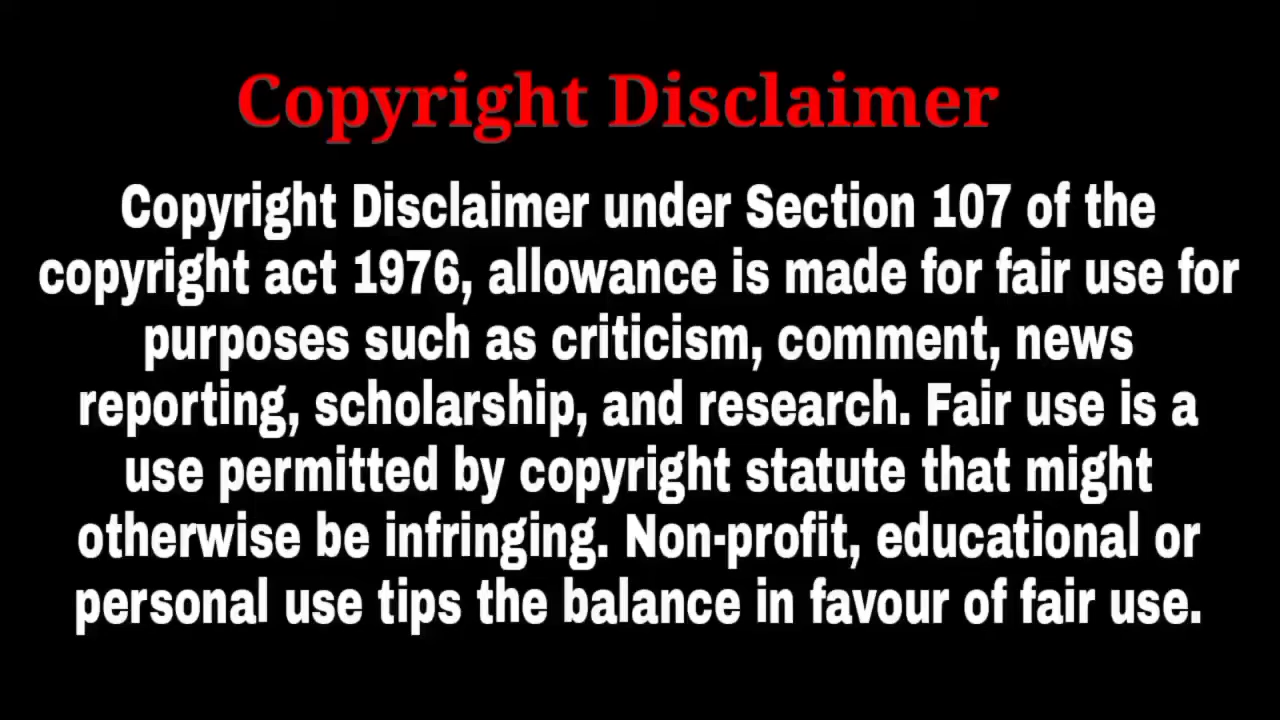 Copyright Disclaimer
Copyright Disclaimer under Section 107 of the
copyright act 1976, allowance is made for fair use for
purposes such as criticism, comment, news
reporting, scholarship, and research. Fair use is a
use permitted by copyright statute that might
otherwise be infringing. Non-profit, educational or
personal use tips the balance in favour of fair use.